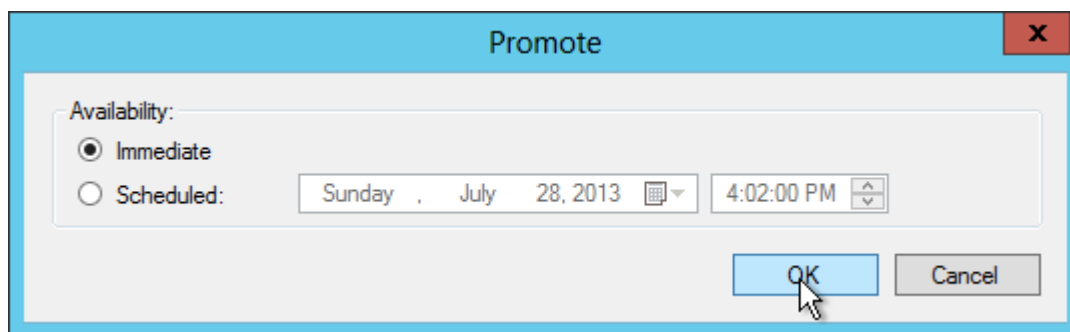 Promote
x
Availability:
Immediate
Scheduled: Sunday , July 28, 2013 4:02:00 PM
OK Cancel